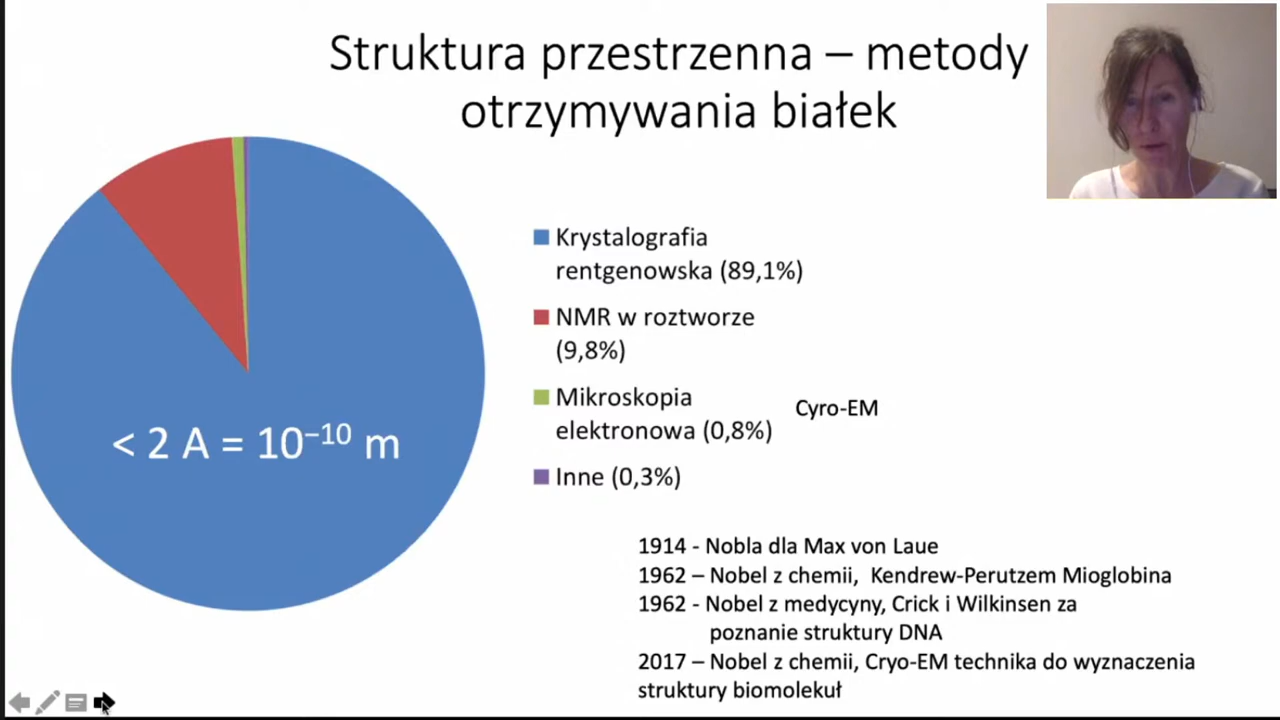 Struktura przestrzenna – metody
otrzymywania białek
Krystalografia
rentgenowska (89,1%)
NMR w roztworze
(9,8%)
Mikroskopia
elektronowa (0,8%)
Cyro-EM
Inne (0,3%)
< 2 A = 10⁻¹⁰ m
1914 - Nobla dla Max von Laue
1962 – Nobel z chemii, Kendrew-Perutzem Mioglobina
1962 - Nobel z medycyny, Crick i Wilkinsen za
poznanie struktury DNA
2017 – Nobel z chemii, Cryo-EM technika do wyznaczenia
struktury biomolekuł